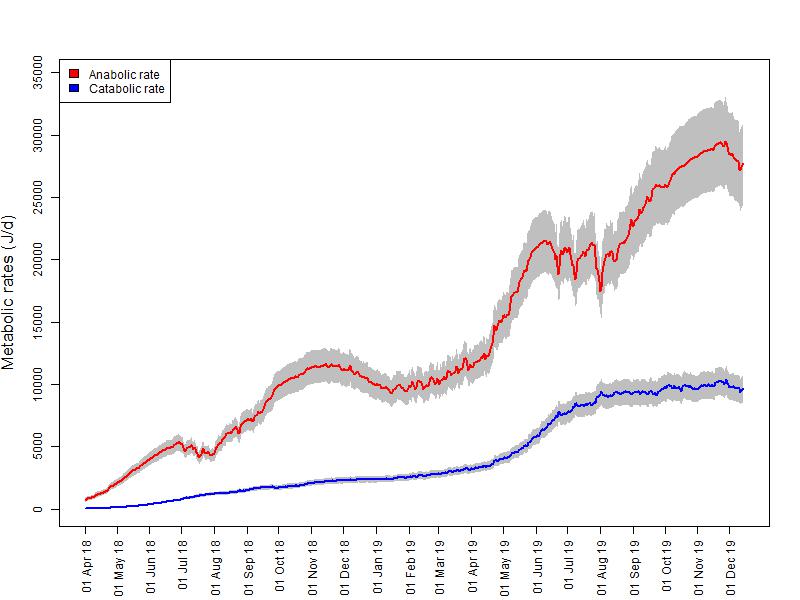 Anabolic rate
Catabolic rate
Metabolic rates (J/d)
35000
30000
25000
20000
15000
10000
5000
0
01 Apr 18
01 May 18
01 Jun 18
01 Jul 18
01 Aug 18
01 Sep 18
01 Oct 18
01 Nov 18
01 Dec 18
01 Jan 19
01 Feb 19
01 Mar 19
01 Apr 19
01 May 19
01 Jun 19
01 Jul 19
01 Aug 19
01 Sep 19
01 Oct 19
01 Nov 19
01 Dec 19